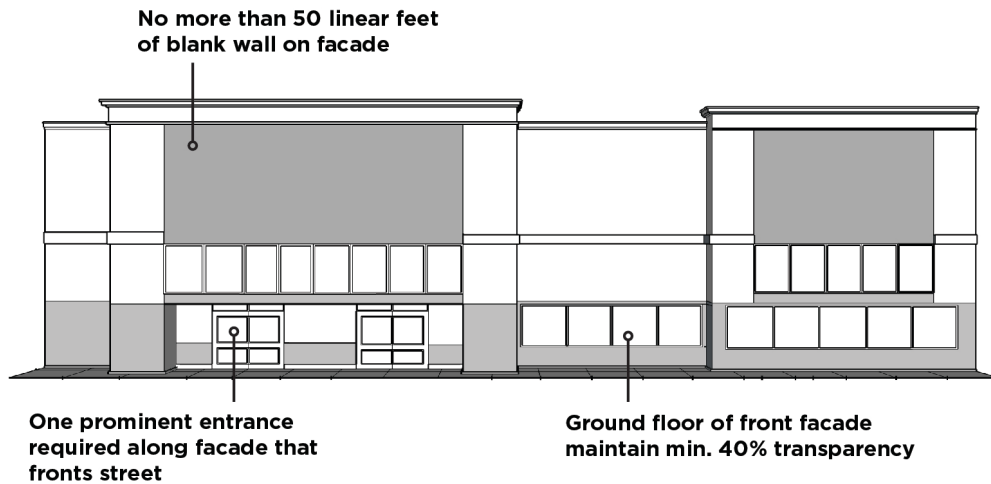 No more than 50 linear feet
of blank wall on facade
One prominent entrance
required along facade that
fronts street
Ground floor of front facade
maintain min. 40% transparency